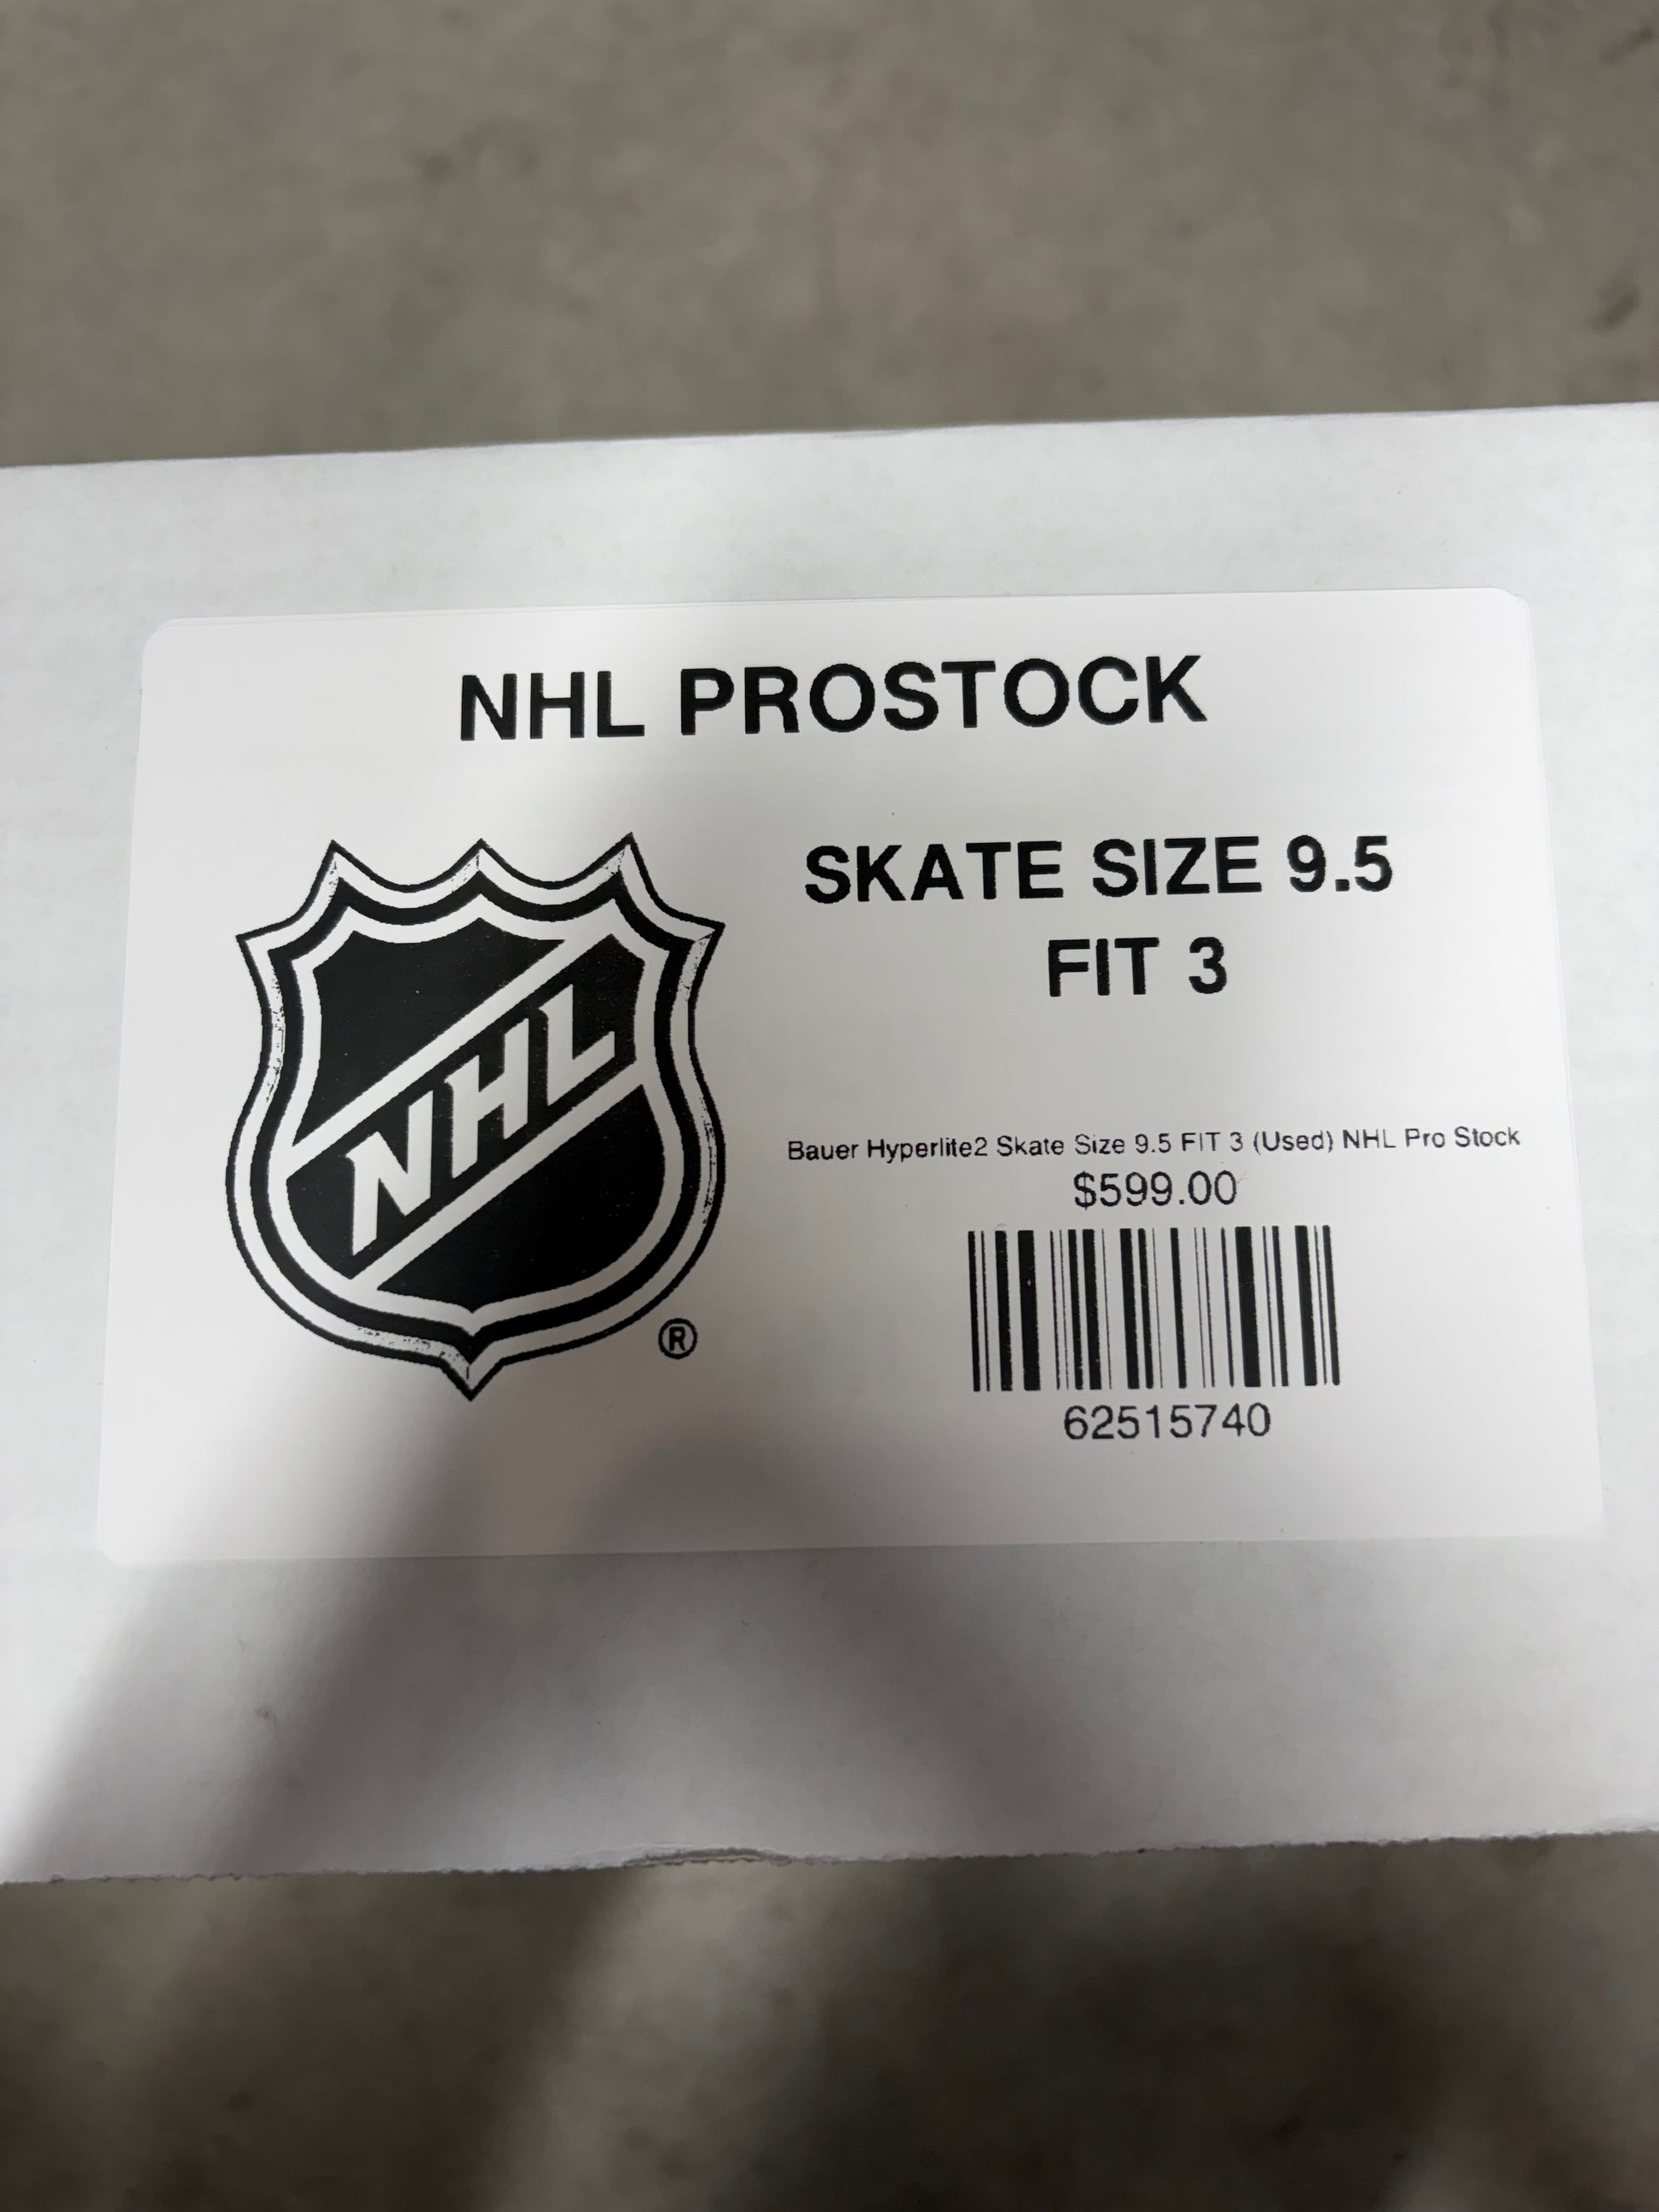 NHL PROSTOCK
NHL
®
SKATE SIZE 9.5
FIT 3
Bauer Hyperlite2 Skate Size 9.5 FIT 3 (Used) NHL Pro Stock
$599.00
62515740